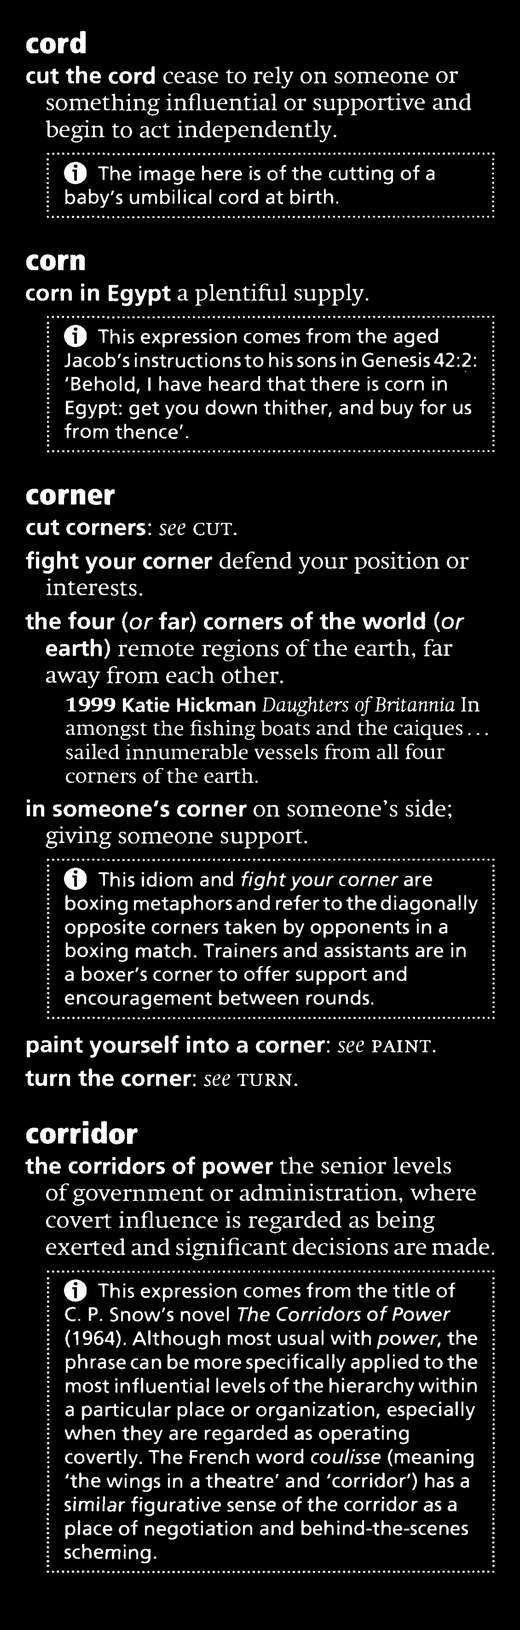 cord
cut the cord cease to rely on someone or
something influential or supportive and
begin to act independently.
The image here is of the cutting of a
baby's umbilical cord at birth.
corn
corn in Egypt a plentiful supply.
This expression comes from the aged
Jacob's instructions to his sons in Genesis 42:2:
'Behold, I have heard that there is corn in
Egypt: get you down thither, and buy for us
from thence'.
corner
cut corners: see CUT.
fight your corner defend your position or
interests.
the four (or far) corners of the world (or
earth) remote regions of the earth, far
away from each other.
1999 Katie Hickman Daughters of Britannia In
amongst the fishing boats and the caiques...
sailed innumerable vessels from all four
corners of the earth.
in someone's corner on someone's side;
giving someone support.
This idiom and fight your corner are
boxing metaphors and refer to the diagonally
opposite corners taken by opponents in a
boxing match. Trainers and assistants are in
a boxer's corner to offer support and
encouragement between rounds.
paint yourself into a corner: see PAINT.
turn the corner: see TURN.
corridor
the corridors of power the senior levels
of government or administration, where
covert influence is regarded as being
exerted and significant decisions are made.
This expression comes from the title of
C. P. Snow's novel The Corridors of Power
(1964). Although most usual with power, the
phrase can be more specifically applied to the
most influential levels of the hierarchy within
a particular place or organization, especially
when they are regarded as operating
covertly. The French word coulisse (meaning
'the wings in a theatre' and 'corridor') has a
similar figurative sense of the corridor as a
place of negotiation and behind-the-scenes
scheming.